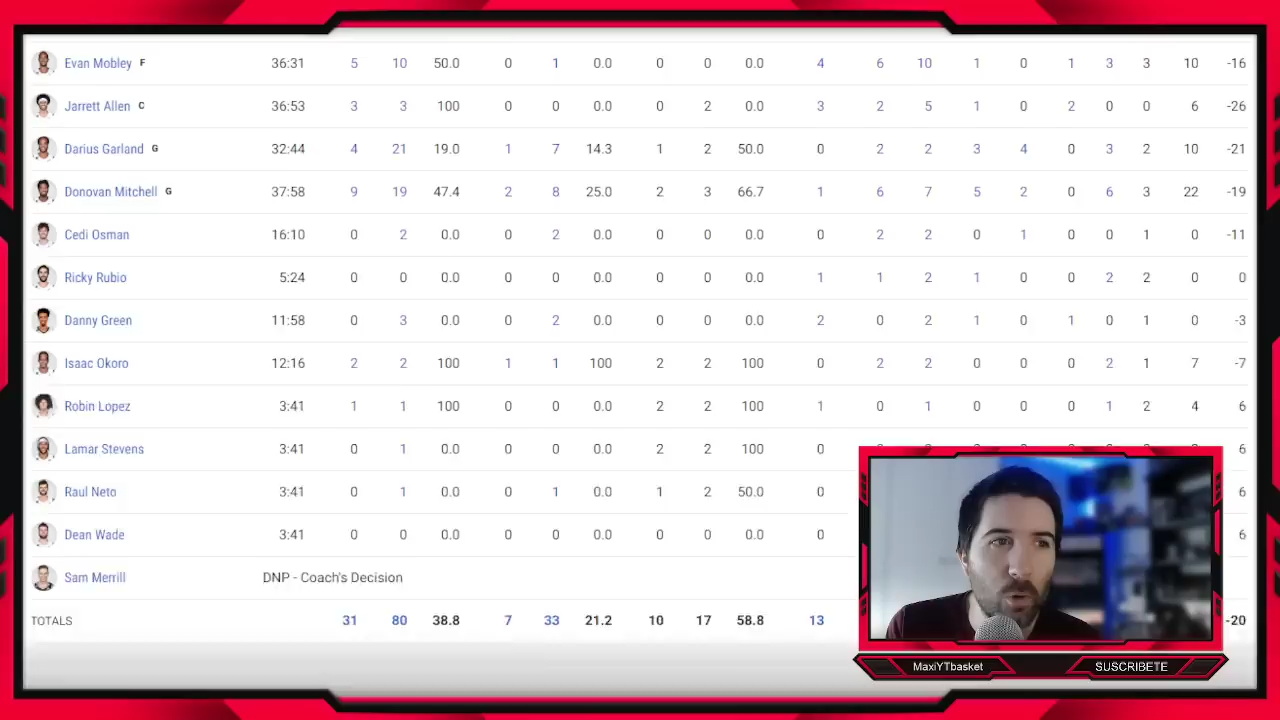 Evan Mobley F 36:31 5 10 50.0 0 1 0.0 0 0 0.0 4 6 10 1 0 1 3 3 10 -16
Jarrett Allen C 36:53 3 3 100 0 0 0.0 0 2 0.0 3 2 5 1 0 2 0 0 6 -26
Darius Garland G 32:44 4 21 19.0 1 7 14.3 1 2 50.0 0 2 2 3 4 0 3 2 10 -21
Donovan Mitchell G 37:58 9 19 47.4 2 8 25.0 2 3 66.7 1 6 7 5 2 0 6 3 22 -19
Cedi Osman 16:10 0 2 0.0 0 2 0.0 0 0 0.0 0 2 2 0 1 0 0 1 0 -11
Ricky Rubio 5:24 0 0 0.0 0 0 0.0 0 0 0.0 1 1 2 1 0 0 2 2 0 0
Danny Green 11:58 0 3 0.0 0 2 0.0 0 0 0.0 2 0 2 1 0 1 0 1 0 -3
Isaac Okoro 12:16 2 2 100 1 1 100 2 2 100 0 2 2 0 0 0 2 1 7 -7
Robin Lopez 3:41 1 1 100 0 0 0.0 2 2 100 1 0 1 0 0 0 1 2 4 6
Lamar Stevens 3:41 0 1 0.0 0 0 0.0 2 2 100 0 6
Raul Neto 3:41 0 1 0.0 0 1 0.0 1 2 50.0 0 6
Dean Wade 3:41 0 0 0.0 0 0 0.0 0 0 0.0 0 6
Sam Merrill DNP - Coach's Decision
TOTALS 31 80 38.8 7 33 21.2 10 17 58.8 13 -20
MaxiYTbasket SUSCRIBETE